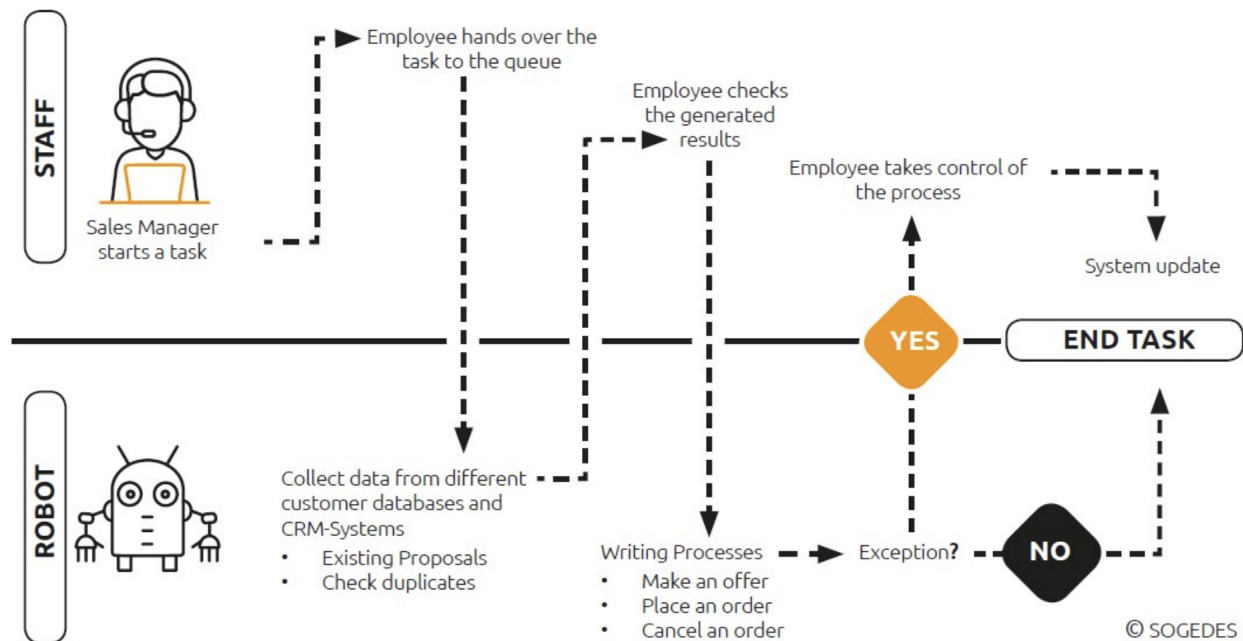 STAFF
Sales Manager
starts a task
Employee hands over the
task to the queue
Employee checks
the generated
results
Employee takes control of
the process
System update
YES
END TASK
ROBOT
Collect data from different
customer databases and
CRM-Systems
• Existing Proposals
• Check duplicates
Writing Processes
• Make an offer
• Place an order
• Cancel an order
Exception?
NO
© SOGEDES